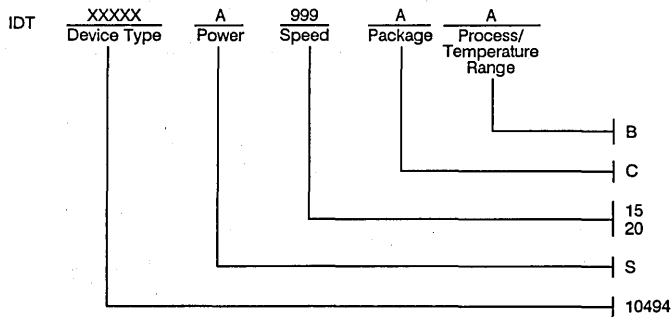 IDT XXXXX A 999 A A
Device Type Power Speed Package Process/
Temperature
Range
B
C
15
20
S
10494